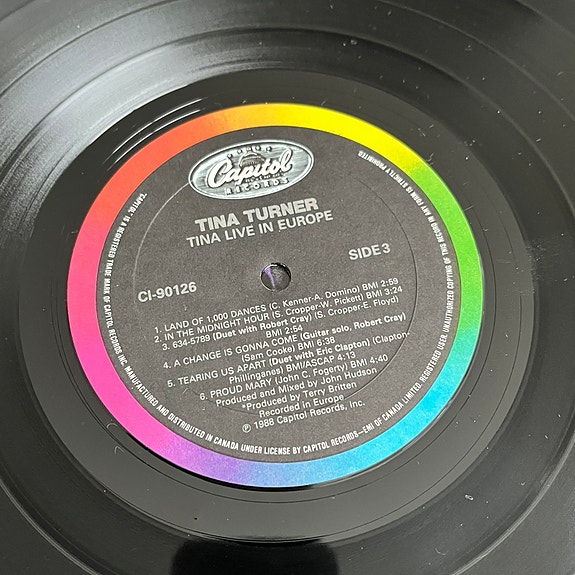 Capitol
RECORDS
TINA TURNER
TINA LIVE IN EUROPE
SIDE 3
CI-90126
1. LAND OF 1,000 DANCES (C. Kenner-A. Domino) BMI 2:59
2. IN THE MIDNIGHT HOUR (S. Cropper-W. Pickett) BMI 3:24
3. 634-5789 (Duet with Robert Cray) (S. Cropper-E. Floyd)
BMI 2:54
4. A CHANGE IS GONNA COME (Guitar solo, Robert Cray)
(Sam Cooke) BMI 6:38
5. TEARING US APART (Duet with Eric Clapton) (Clapton-
Phillinganes) BMI/ASCAP 4:13
6. PROUD MARY (John C. Fogerty) BMI 4:40
Produced and Mixed by John Hudson
*Produced by Terry Britten
Recorded in Europe
℗ 1988 Capitol Records, Inc.
"CAPITOL" IS A REGISTERED TRADE MARK OF CAPITOL RECORDS INC. MANUFACTURED AND DISTRIBUTED IN CANADA UNDER LICENSE BY CAPITOL RECORDS—EMI OF CANADA LIMITED. REGISTERED USER. UNAUTHORIZED COPYING OF THIS RECORD IN ANY FORM IS STRICTLY PROHIBITED.